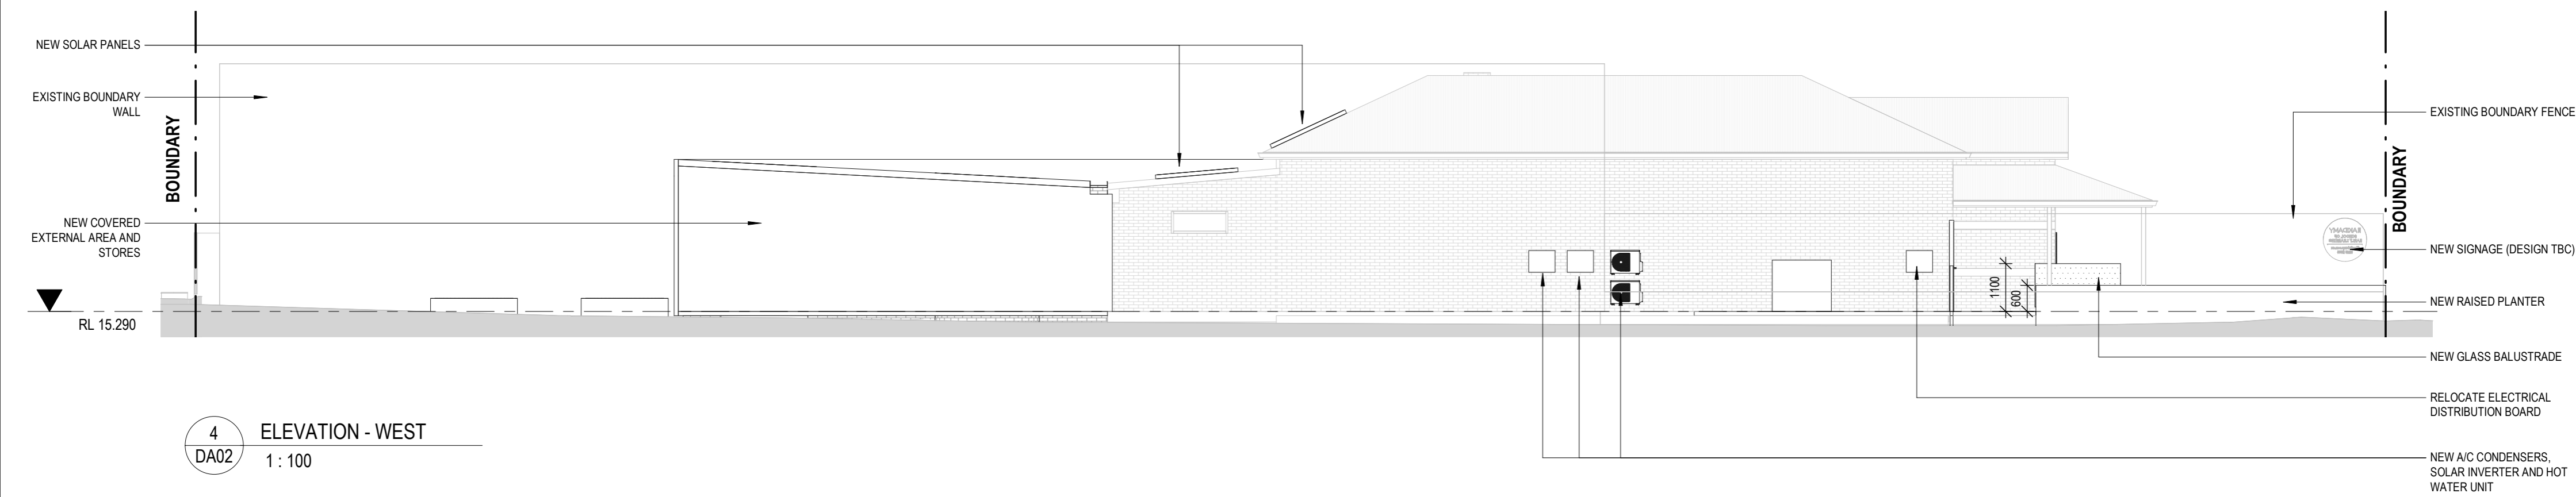 NEW SOLAR PANELS
EXISTING BOUNDARY
WALL
BOUNDARY
NEW COVERED
EXTERNAL AREA AND
STORES
RL 15.290
4
DA02
ELEVATION - WEST
1 : 100
1100
600
BOUNDARY
EXISTING BOUNDARY FENCE
NEW SIGNAGE (DESIGN TBC)
NEW RAISED PLANTER
NEW GLASS BALUSTRADE
RELOCATE ELECTRICAL
DISTRIBUTION BOARD
NEW A/C CONDENSERS,
SOLAR INVERTER AND HOT
WATER UNIT